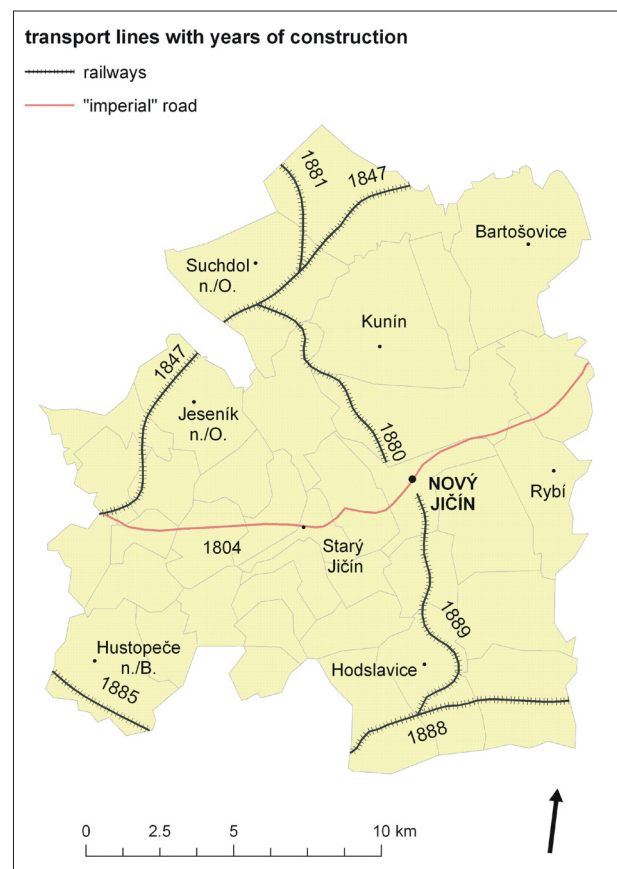 transport lines with years of construction
railways
"imperial" road
1881
1847
Bartošovice
Suchdol
n./O.
Kunín
1847
Jeseník
n./O.
1880
NOVÝ
JIČÍN
Rybí
1804
Starý
Jičín
1889
Hustopeče
n./B.
Hodslavice
1885
1888
0 2.5 5 10 km